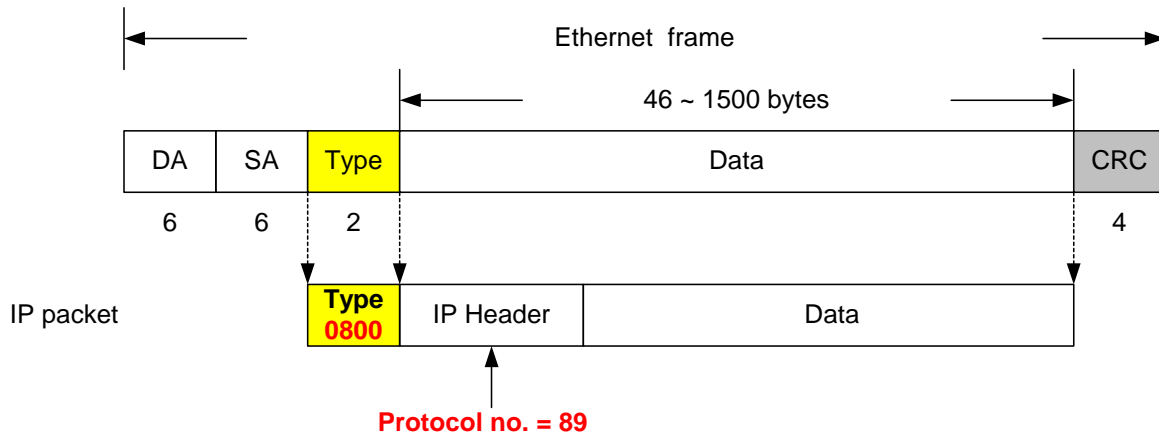 Ethernet frame
46 ~ 1500 bytes
DA SA Type Data CRC
6 6 2 4
IP packet
Type
0800
IP Header Data
Protocol no. = 89